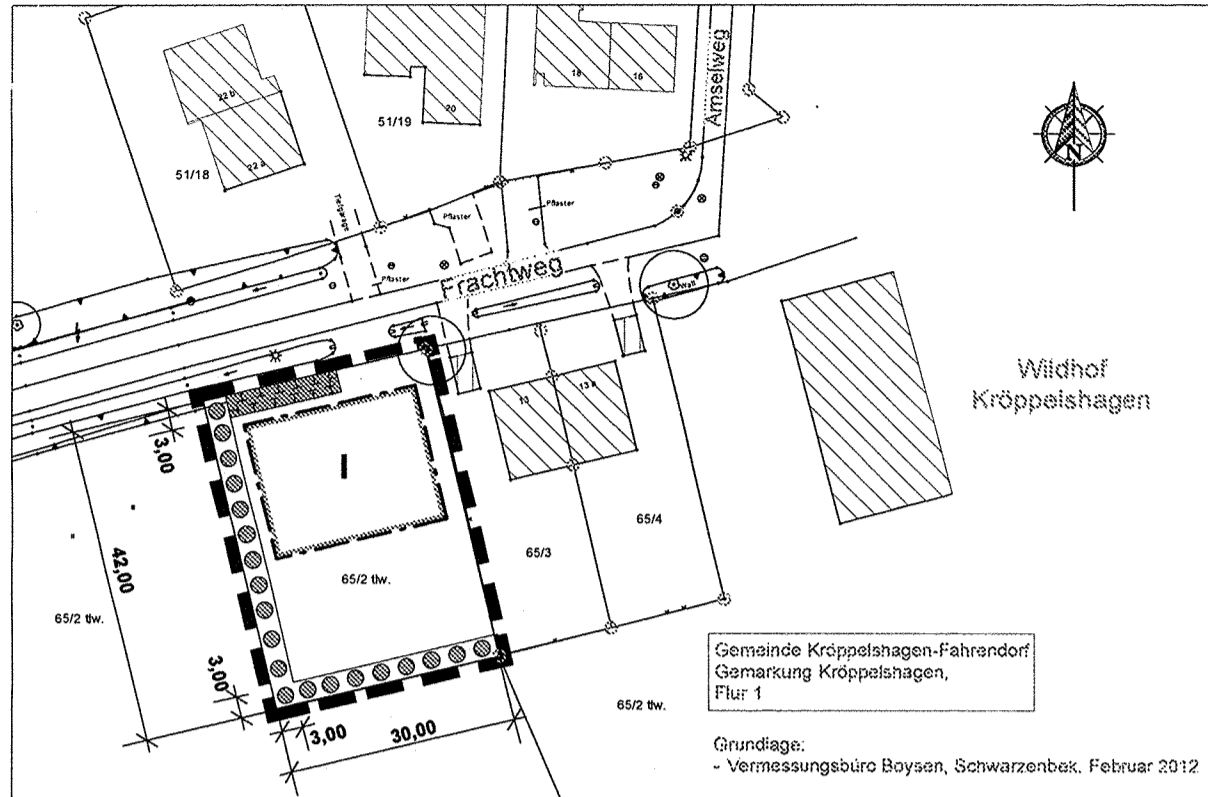 Amselweg
18
16
20
51/19
22 b
22 a
51/18
N
Tiefgarage
Pflaster
Pflaster
Pflaster
Frachtweg
Wall
Wildhof
Kröppelshagen
13
13 a
3,00
I
42,00
65/4
65/3
65/2 tlw.
65/2 tlw.
3,00
3,00
30,00
65/2 tlw.
Gemeinde Kröppelshagen-Fahrendorf
Gemarkung Kröppelshagen,
Flur 1
Grundlage:
- Vermessungsbüro Boysen, Schwarzenbek, Februar 2012